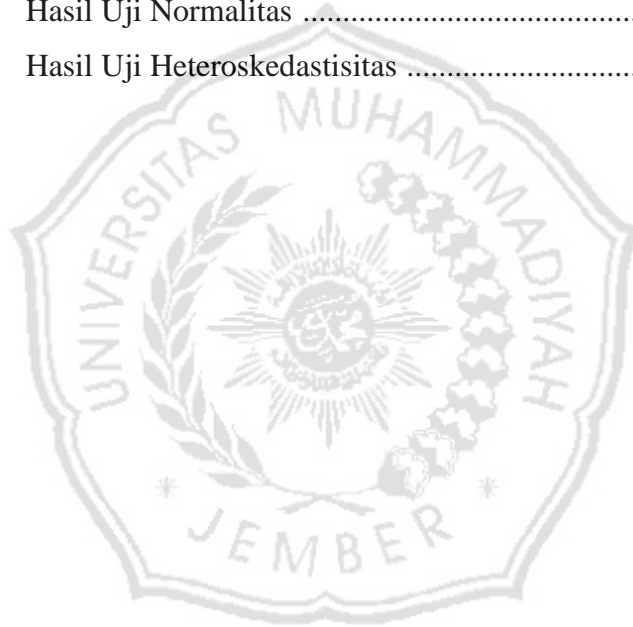 Hasil Uji Normalitas ......................................
Hasil Uji Heteroskedastisitas ..........................
UNIVERSITAS MUHAMMADIYAH
* JEMBER *